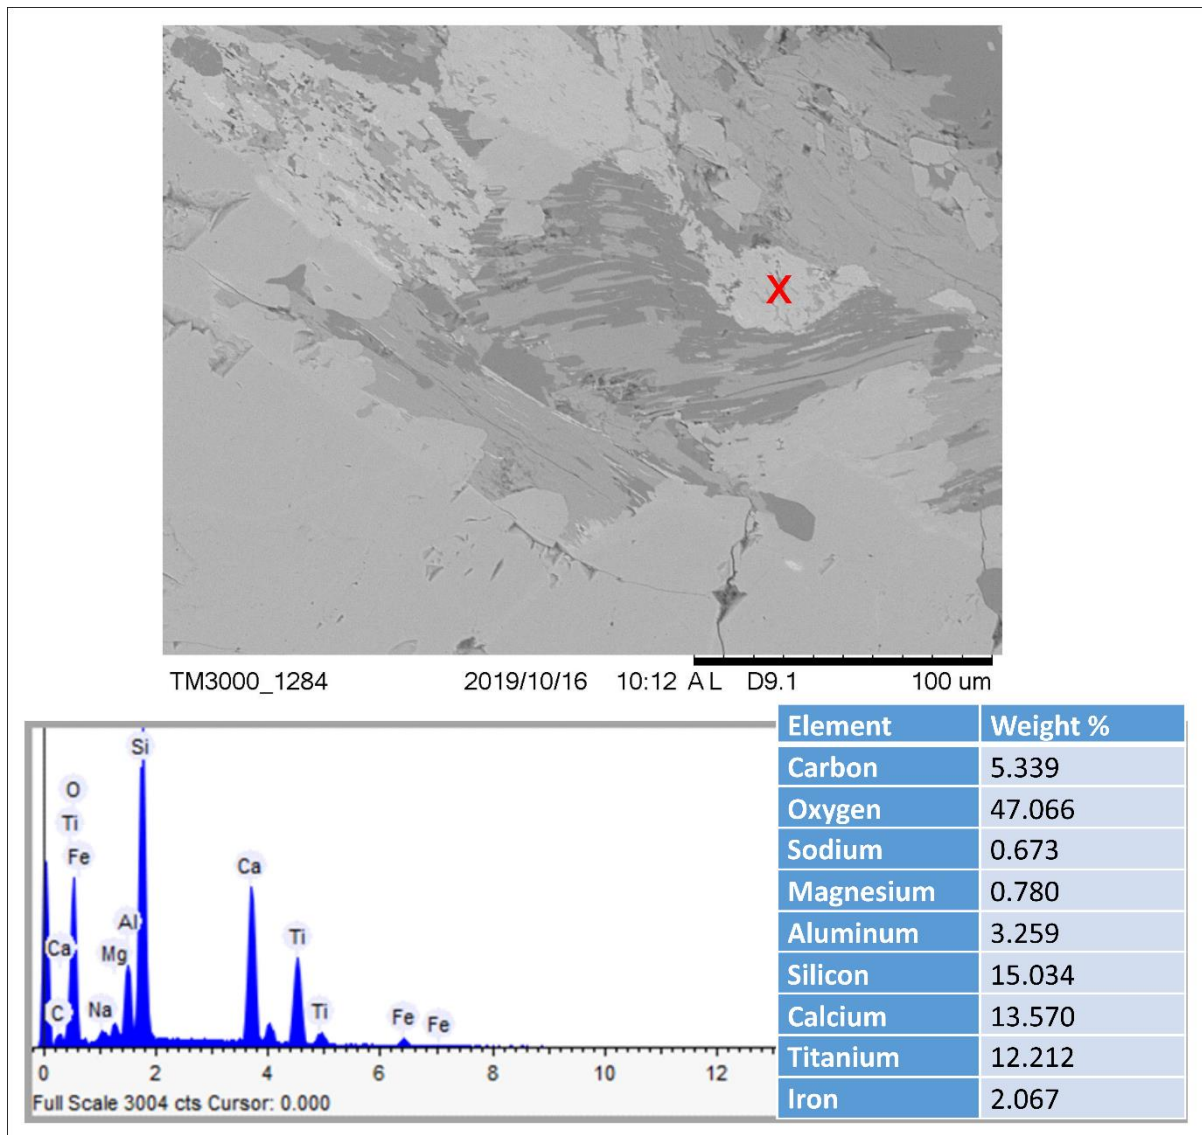 X
TM3000_1284 2019/10/16 10:12 A L D9.1 100 um
Si
O
Ti
Fe
Ca
Ca
Al
Ti
Mg
C
Na
Ti
Fe
Fe
0 2 4 6 8 10 12
Full Scale 3004 cts Cursor: 0.000
Element Weight %
Carbon 5.339
Oxygen 47.066
Sodium 0.673
Magnesium 0.780
Aluminum 3.259
Silicon 15.034
Calcium 13.570
Titanium 12.212
Iron 2.067